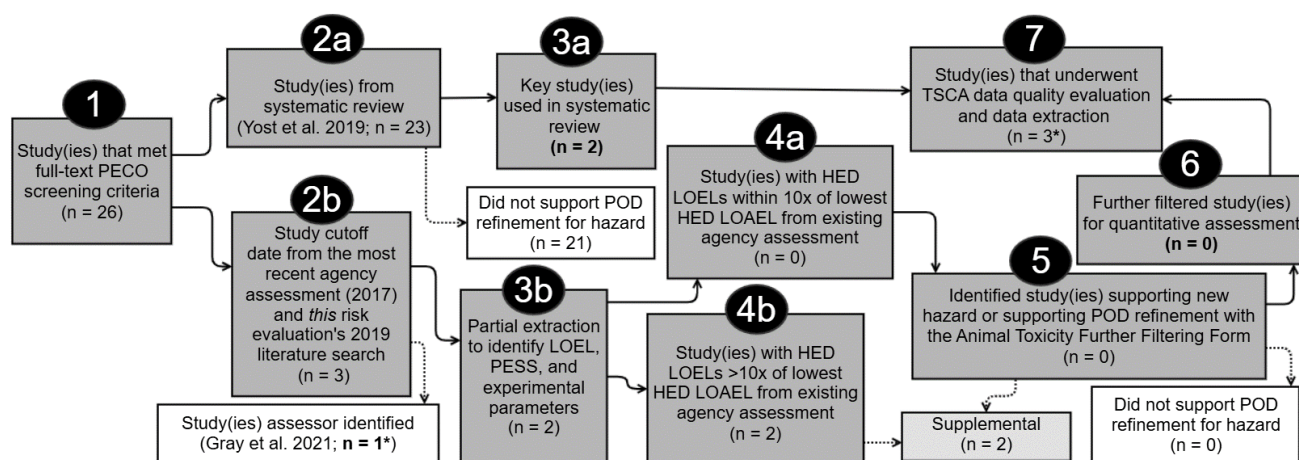 1
Study(ies) that met
full-text PECO
screening criteria
(n = 26)
2a
Study(ies) from
systematic review
(Yost et al. 2019; n = 23)
2b
Study cutoff
date from the most
recent agency
assessment (2017)
and this risk
evaluation's 2019
literature search
(n = 3)
Study(ies) assessor identified
(Gray et al. 2021; n = 1*)
3a
Key study(ies)
used in systematic
review
(n = 2)
Did not support POD
refinement for hazard
(n = 21)
3b
Partial extraction
to identify LOEL,
PESS, and
experimental
parameters
(n = 2)
4a
Study(ies) with HED
LOELs within 10x of lowest
HED LOAEL from existing
agency assessment
(n = 0)
4b
Study(ies) with HED
LOELs >10x of lowest
HED LOAEL from existing
agency assessment
(n = 2)
5
Identified study(ies) supporting new
hazard or supporting POD refinement with
the Animal Toxicity Further Filtering Form
(n = 0)
Supplemental
(n = 2)
Did not support POD
refinement for hazard
(n = 0)
6
Further filtered study(ies)
for quantitative assessment
(n = 0)
7
Study(ies) that underwent
TSCA data quality evaluation
and data extraction
(n = 3*)